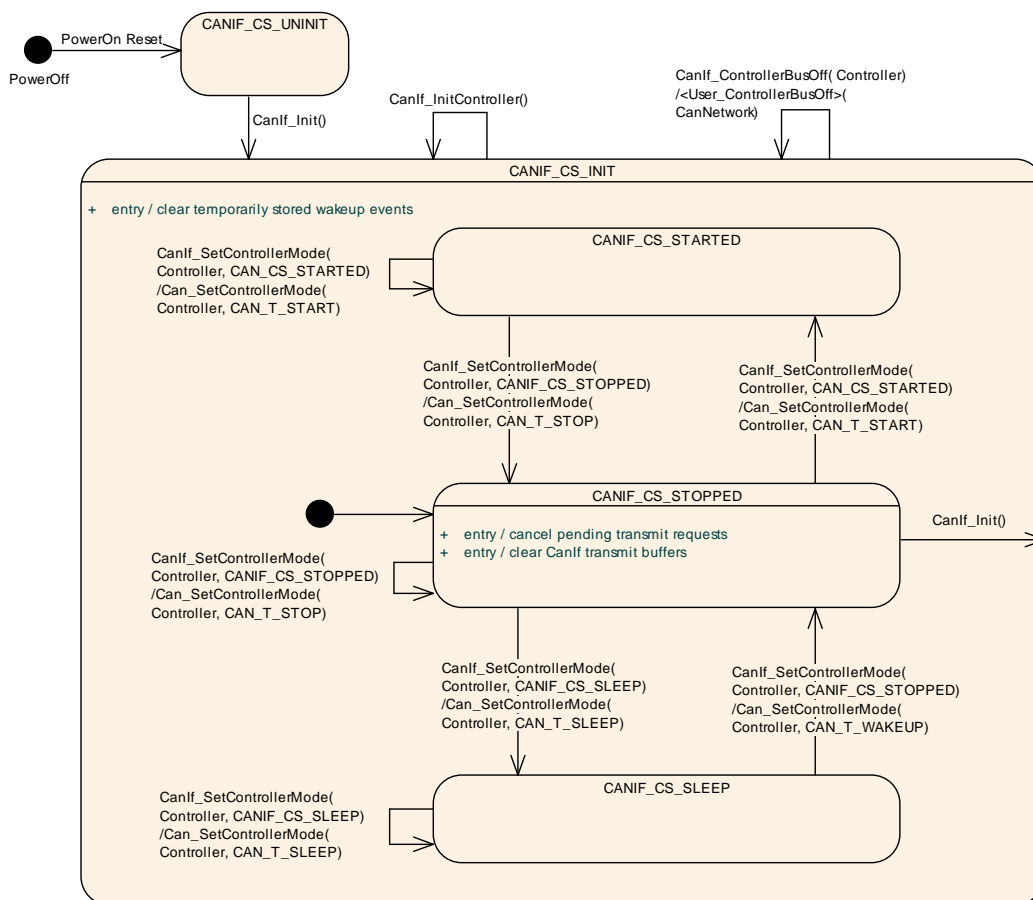 CANIF_CS_UNINIT
PowerOn Reset
PowerOff
CanIf_Init()
CanIf_InitController()
CanIf_ControllerBusOff( Controller)
/<User_ControllerBusOff>(
CanNetwork)
CANIF_CS_INIT
+ entry / clear temporarily stored wakeup events
CANIF_CS_STARTED
CanIf_SetControllerMode(
Controller, CAN_CS_STARTED)
/Can_SetControllerMode(
Controller, CAN_T_START)
CanIf_SetControllerMode(
Controller, CANIF_CS_STOPPED)
/Can_SetControllerMode(
Controller, CAN_T_STOP)
CanIf_SetControllerMode(
Controller, CAN_CS_STARTED)
/Can_SetControllerMode(
Controller, CAN_T_START)
CANIF_CS_STOPPED
+ entry / cancel pending transmit requests
+ entry / clear CanIf transmit buffers
CanIf_Init()
CanIf_SetControllerMode(
Controller, CANIF_CS_STOPPED)
/Can_SetControllerMode(
Controller, CAN_T_STOP)
CanIf_SetControllerMode(
Controller, CANIF_CS_SLEEP)
/Can_SetControllerMode(
Controller, CAN_T_SLEEP)
CanIf_SetControllerMode(
Controller, CANIF_CS_STOPPED)
/Can_SetControllerMode(
Controller, CAN_T_WAKEUP)
CANIF_CS_SLEEP
CanIf_SetControllerMode(
Controller, CANIF_CS_SLEEP)
/Can_SetControllerMode(
Controller, CAN_T_SLEEP)